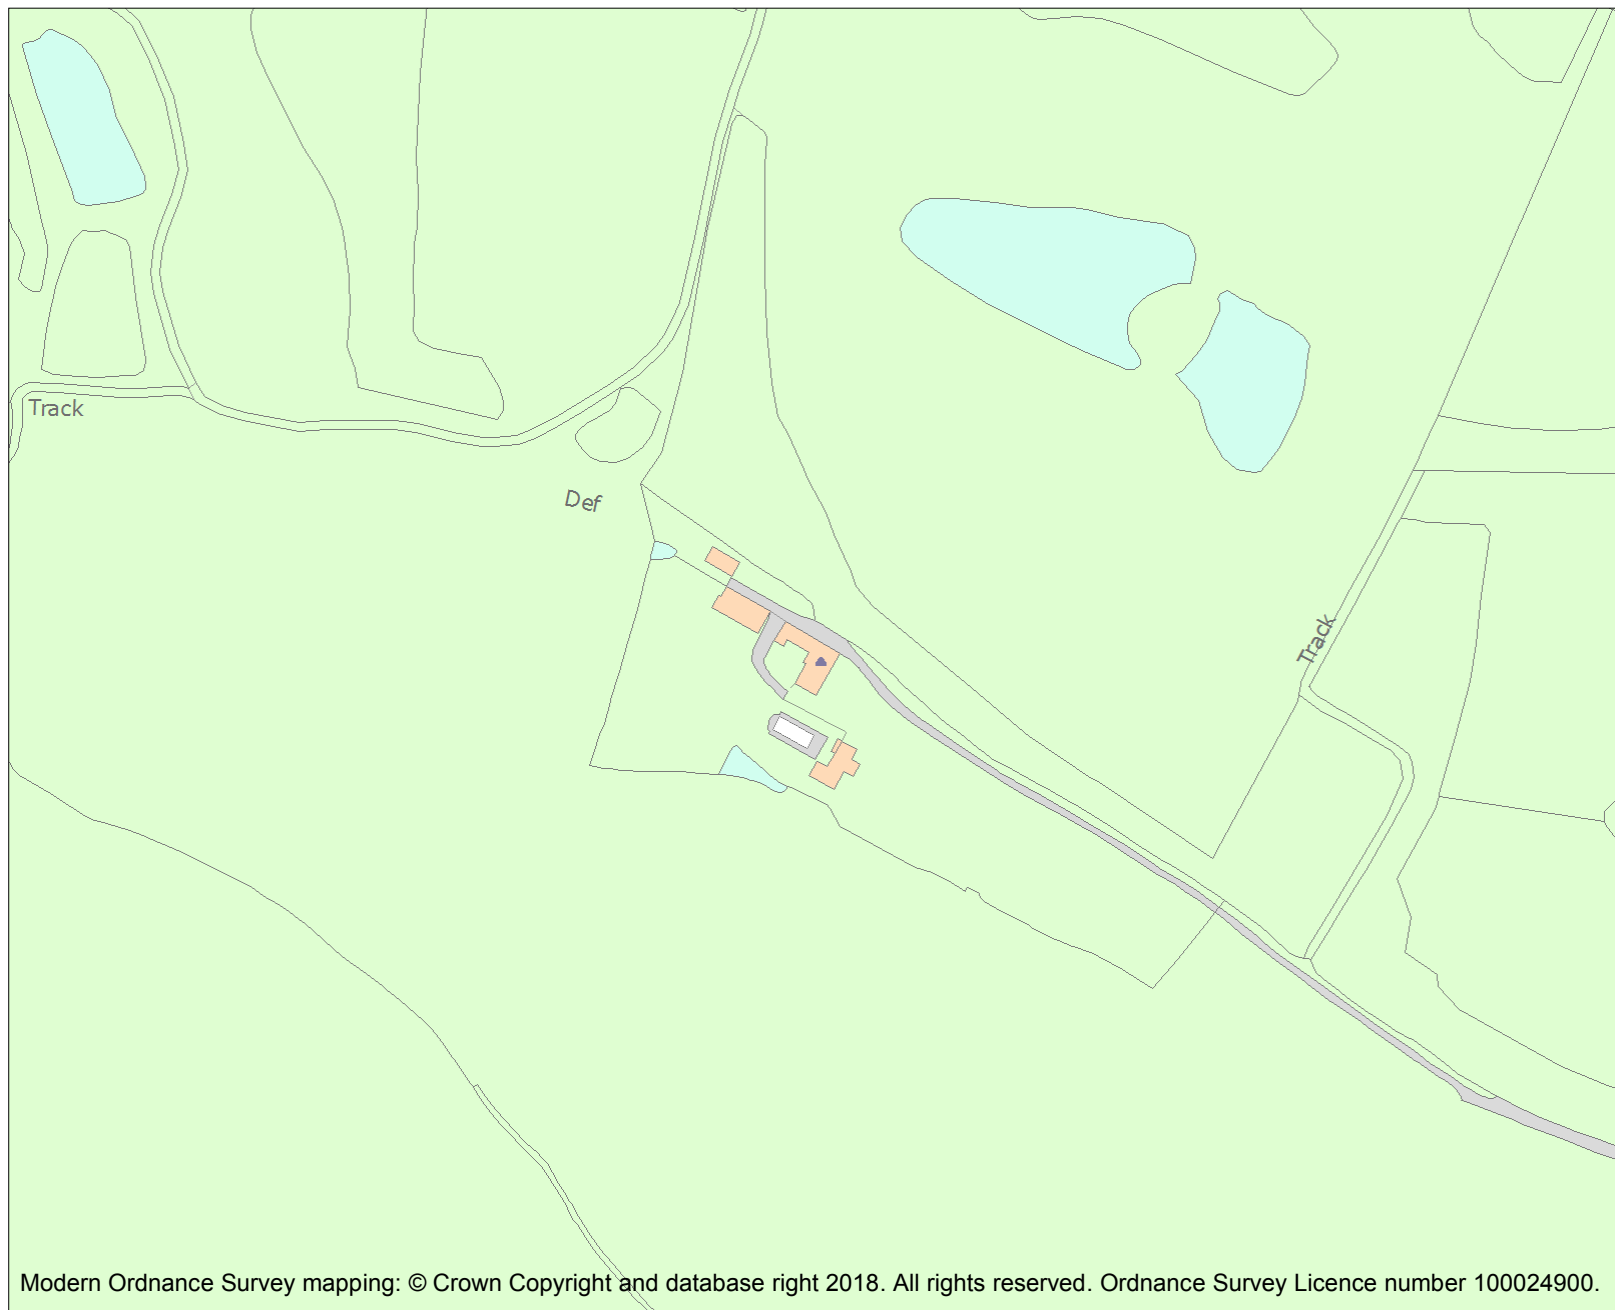 Track
Def
Track
Modern Ordnance Survey mapping: © Crown Copyright and database right 2018. All rights reserved. Ordnance Survey Licence number 100024900.